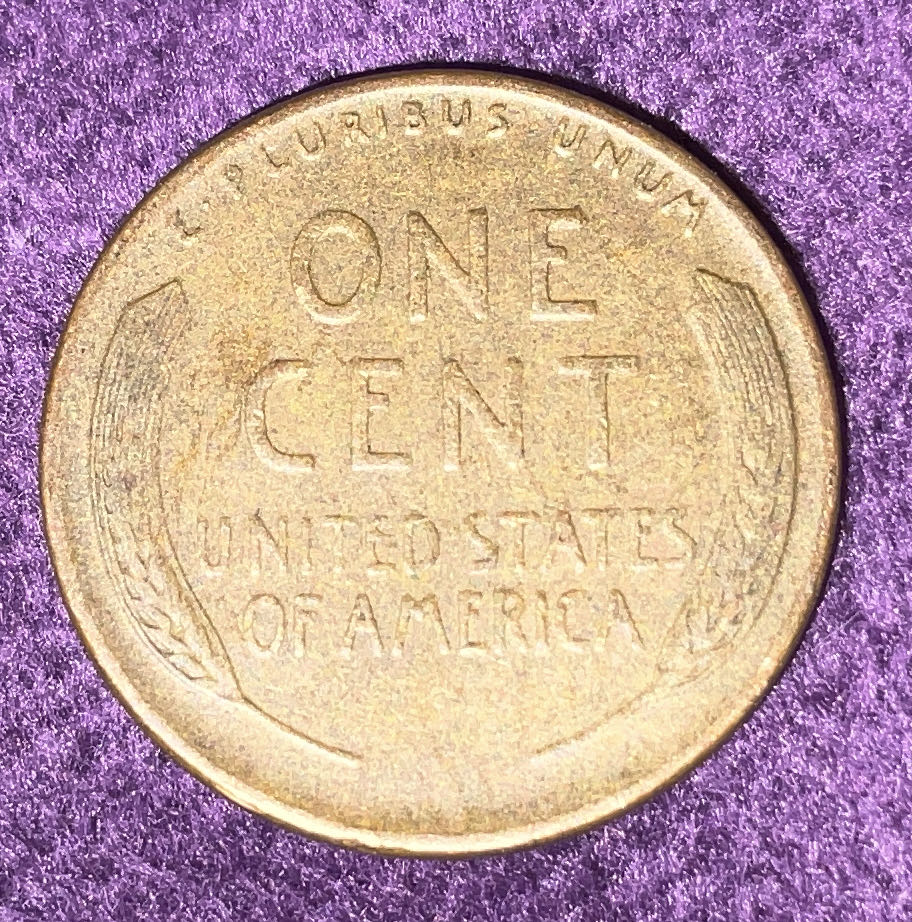 E · PLURIBUS · UNUM
ONE
CENT
UNITED STATES
OF AMERICA